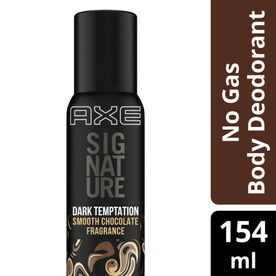 AXE
SIG
NAT
URE
DARK TEMPTATION
SMOOTH CHOCOLATE
FRAGRANCE
No Gas
Body Deodorant
154
ml